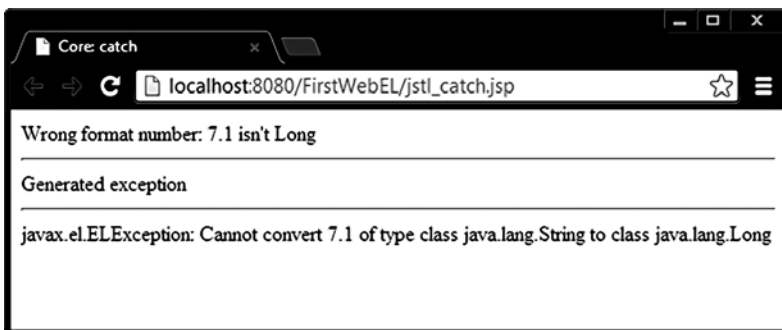 Core: catch
localhost:8080/FirstWebEL/jstl_catch.jsp
Wrong format number: 7.1 isn't Long
Generated exception
javax.el.ELException: Cannot convert 7.1 of type class java.lang.String to class java.lang.Long